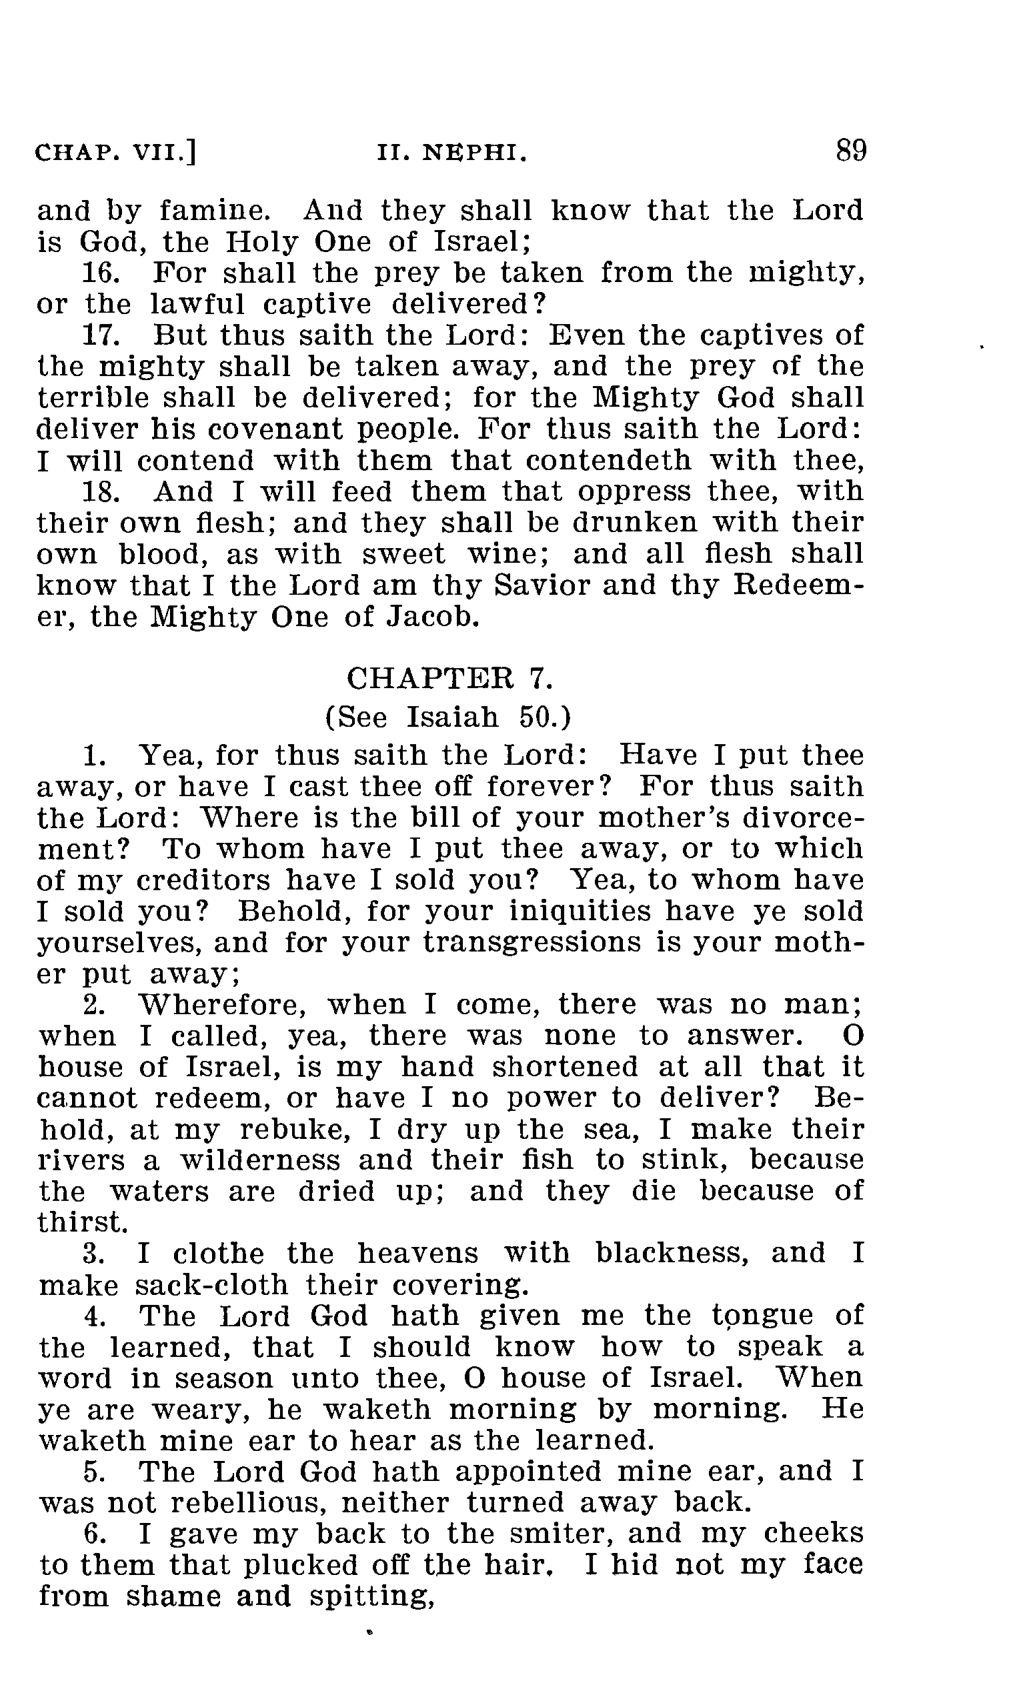 CHAP. VII.] II. NEPHI. 89
and by famine. And they shall know that the Lord
is God, the Holy One of Israel;
16. For shall the prey be taken from the mighty,
or the lawful captive delivered?
17. But thus saith the Lord: Even the captives of
the mighty shall be taken away, and the prey of the
terrible shall be delivered; for the Mighty God shall
deliver his covenant people. For thus saith the Lord:
I will contend with them that contendeth with thee,
18. And I will feed them that oppress thee, with
their own flesh; and they shall be drunken with their
own blood, as with sweet wine; and all flesh shall
know that I the Lord am thy Savior and thy Redeem-
er, the Mighty One of Jacob.
CHAPTER 7.
(See Isaiah 50.)
1. Yea, for thus saith the Lord: Have I put thee
away, or have I cast thee off forever? For thus saith
the Lord: Where is the bill of your mother's divorce-
ment? To whom have I put thee away, or to which
of my creditors have I sold you? Yea, to whom have
I sold you? Behold, for your iniquities have ye sold
yourselves, and for your transgressions is your moth-
er put away;
2. Wherefore, when I come, there was no man;
when I called, yea, there was none to answer. O
house of Israel, is my hand shortened at all that it
cannot redeem, or have I no power to deliver? Be-
hold, at my rebuke, I dry up the sea, I make their
rivers a wilderness and their fish to stink, because
the waters are dried up; and they die because of
thirst.
3. I clothe the heavens with blackness, and I
make sack-cloth their covering.
4. The Lord God hath given me the tongue of
the learned, that I should know how to speak a
word in season unto thee, O house of Israel. When
ye are weary, he waketh morning by morning. He
waketh mine ear to hear as the learned.
5. The Lord God hath appointed mine ear, and I
was not rebellious, neither turned away back.
6. I gave my back to the smiter, and my cheeks
to them that plucked off the hair. I hid not my face
from shame and spitting,